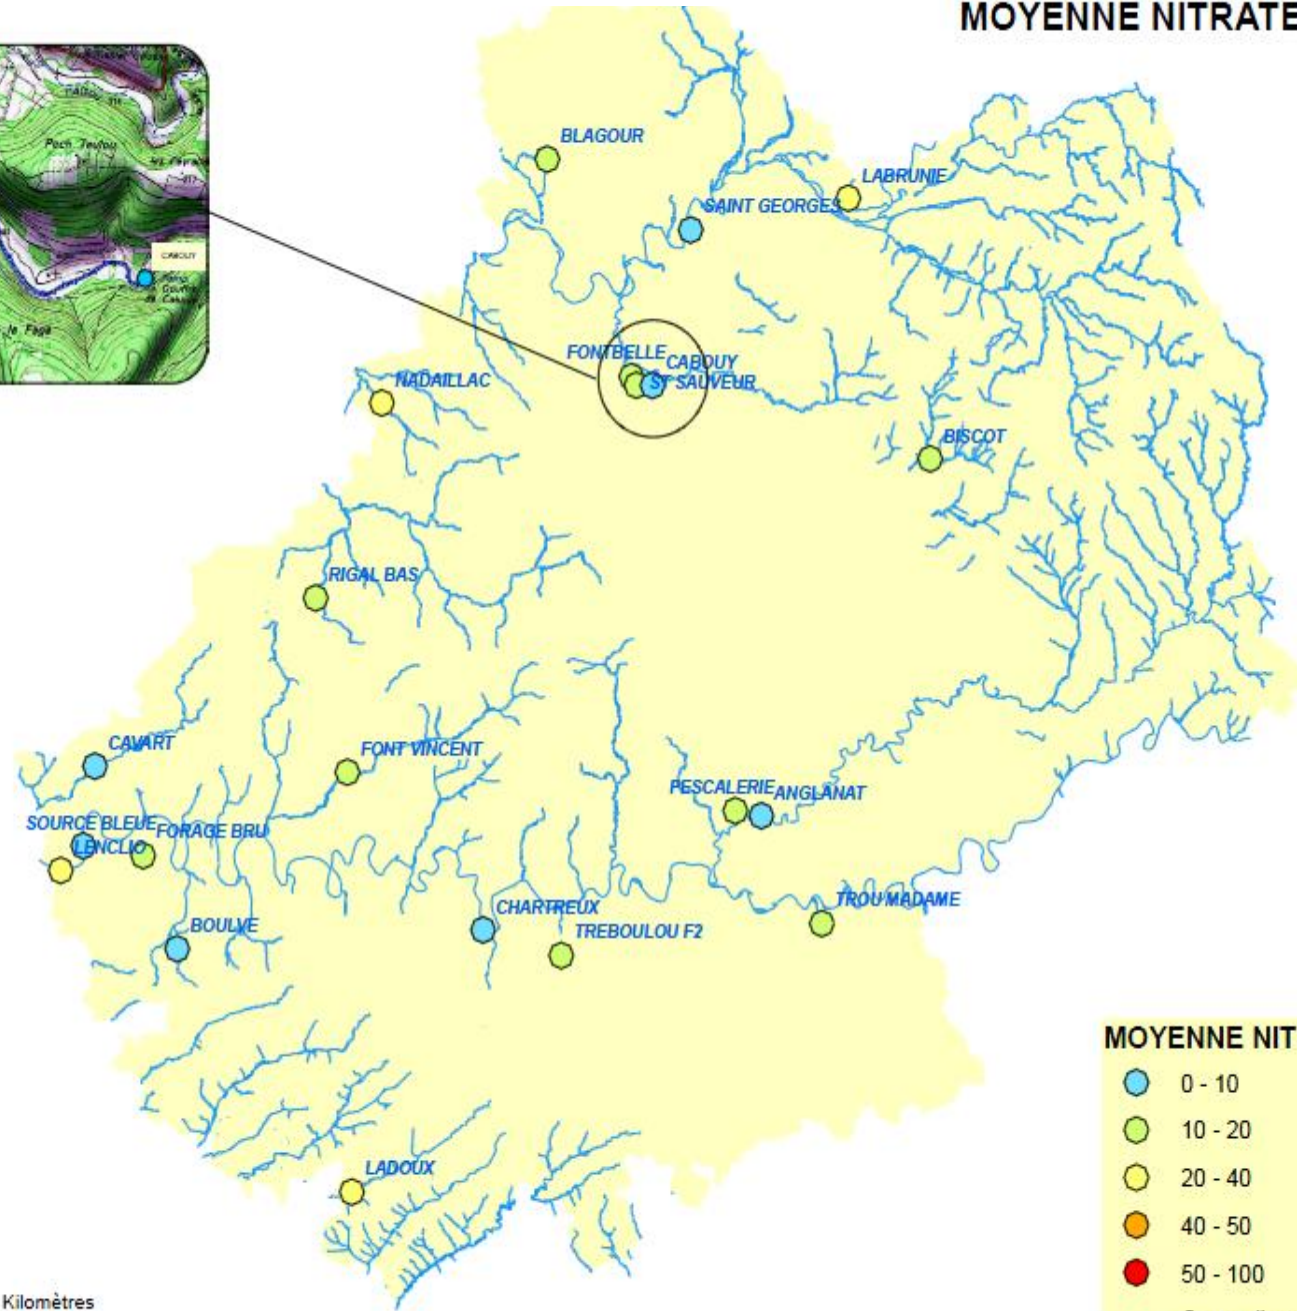 MOYENNE NITRATE
Poch Teulou
CABOUY
le Fage
BLAGOUR
LABRUNIE
SAINT GEORGES
FONTBELLE
CABOUY
ST SAUVEUR
NADAILLAC
BISCOT
RIGAL BAS
CAVART
FONT VINCENT
PESCALERIE
ANGLANAT
SOURCE BLEUE
FORAGE BRU
LENCLIO
BOULVE
CHARTREUX
TROU MADAME
TREBOULOU F2
LADOUX
MOYENNE NIT
0 - 10
10 - 20
20 - 40
40 - 50
50 - 100
Kilomètres